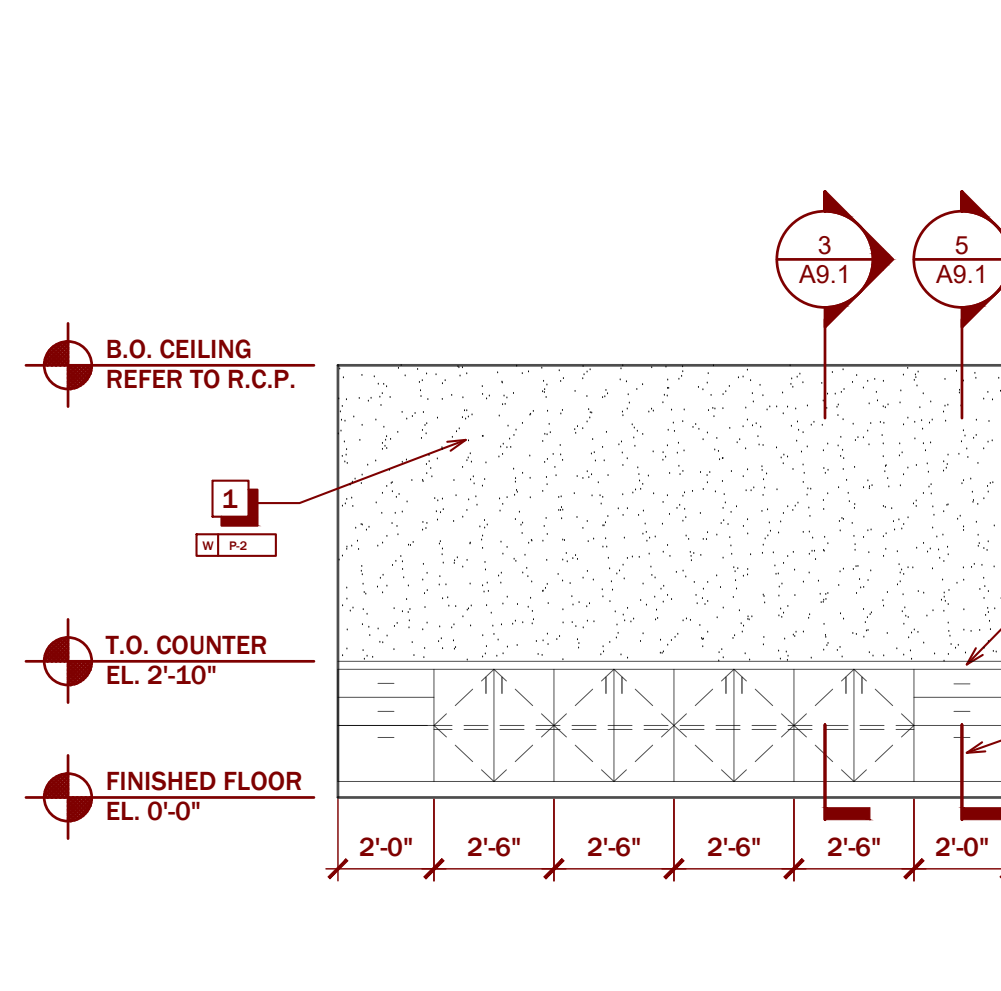 3
A9.1
5
A9.1
B.O. CEILING
REFER TO R.C.P.
1
W P-2
T.O. COUNTER
EL. 2'-10"
FINISHED FLOOR
EL. 0'-0"
2'-0" 2'-6" 2'-6" 2'-6" 2'-6" 2'-0"